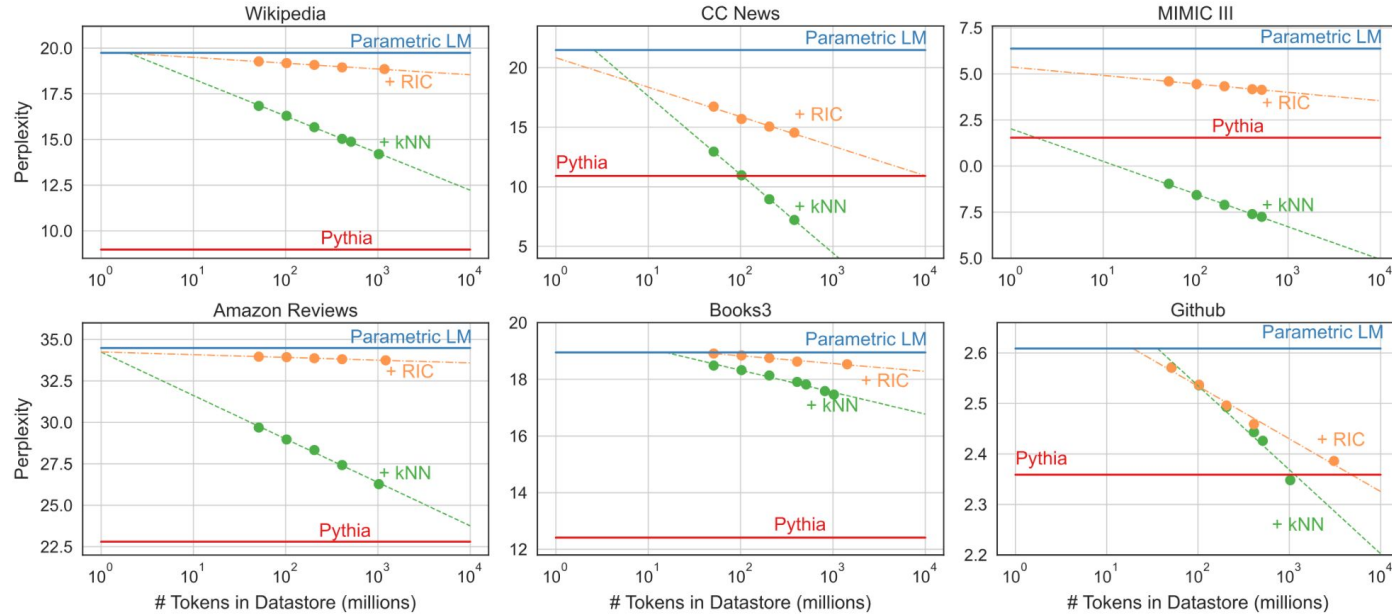 Wikipedia
Perplexity
20.0
17.5
15.0
12.5
10.0
Parametric LM
+ RIC
+ kNN
Pythia
10^0 10^1 10^2 10^3 10^4
CC News
20
15
10
5
Parametric LM
+ RIC
Pythia
+ kNN
10^0 10^1 10^2 10^3 10^4
MIMIC III
7.5
5.0
2.5
0.0
7.5
5.0
Parametric LM
+ RIC
Pythia
+ kNN
10^0 10^1 10^2 10^3 10^4
Amazon Reviews
Perplexity
35.0
32.5
30.0
27.5
25.0
22.5
Parametric LM
+ RIC
+ kNN
Pythia
10^0 10^1 10^2 10^3 10^4
# Tokens in Datastore (millions)
Books3
20
18
16
14
12
Parametric LM
+ RIC
+ kNN
Pythia
10^0 10^1 10^2 10^3 10^4
# Tokens in Datastore (millions)
Github
2.6
2.5
2.4
2.3
2.2
Parametric LM
+ RIC
Pythia
+ kNN
10^0 10^1 10^2 10^3 10^4
# Tokens in Datastore (millions)